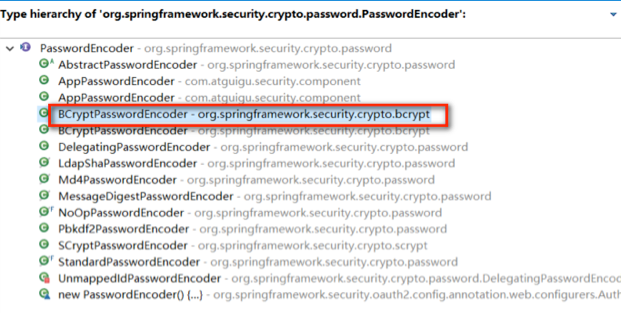 Type hierarchy of 'org.springframework.security.crypto.password.PasswordEncoder':
PasswordEncoder - org.springframework.security.crypto.password
AbstractPasswordEncoder - org.springframework.security.crypto.password
AppPasswordEncoder - com.atguigu.security.component
AppPasswordEncoder - com.atguigu.security.component
BCryptPasswordEncoder - org.springframework.security.crypto.bcrypt
BCryptPasswordEncoder - org.springframework.security.crypto.bcrypt
DelegatingPasswordEncoder - org.springframework.security.crypto.password
LdapShaPasswordEncoder - org.springframework.security.crypto.password
Md4PasswordEncoder - org.springframework.security.crypto.password
MessageDigestPasswordEncoder - org.springframework.security.crypto.password
NoOpPasswordEncoder - org.springframework.security.crypto.password
Pbkdf2PasswordEncoder - org.springframework.security.crypto.password
SCryptPasswordEncoder - org.springframework.security.crypto.scrypt
StandardPasswordEncoder - org.springframework.security.crypto.password
UnmappedIdPasswordEncoder - org.springframework.security.crypto.password.DelegatingPasswordEncoc
new PasswordEncoder() {...} - org.springframework.security.oauth2.config.annotation.web.configurers.Auth